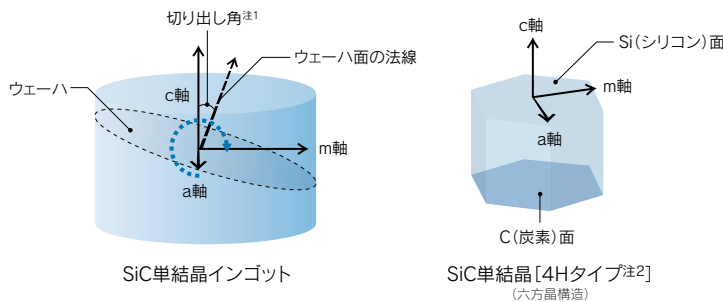 切り出し角注1
ウェーハ面の法線
c軸
ウェーハ
m軸
a軸
SiC単結晶インゴット
c軸
Si(シリコン)面
m軸
a軸
C(炭素)面
SiC単結晶[4Hタイプ注2]
(六方晶構造)